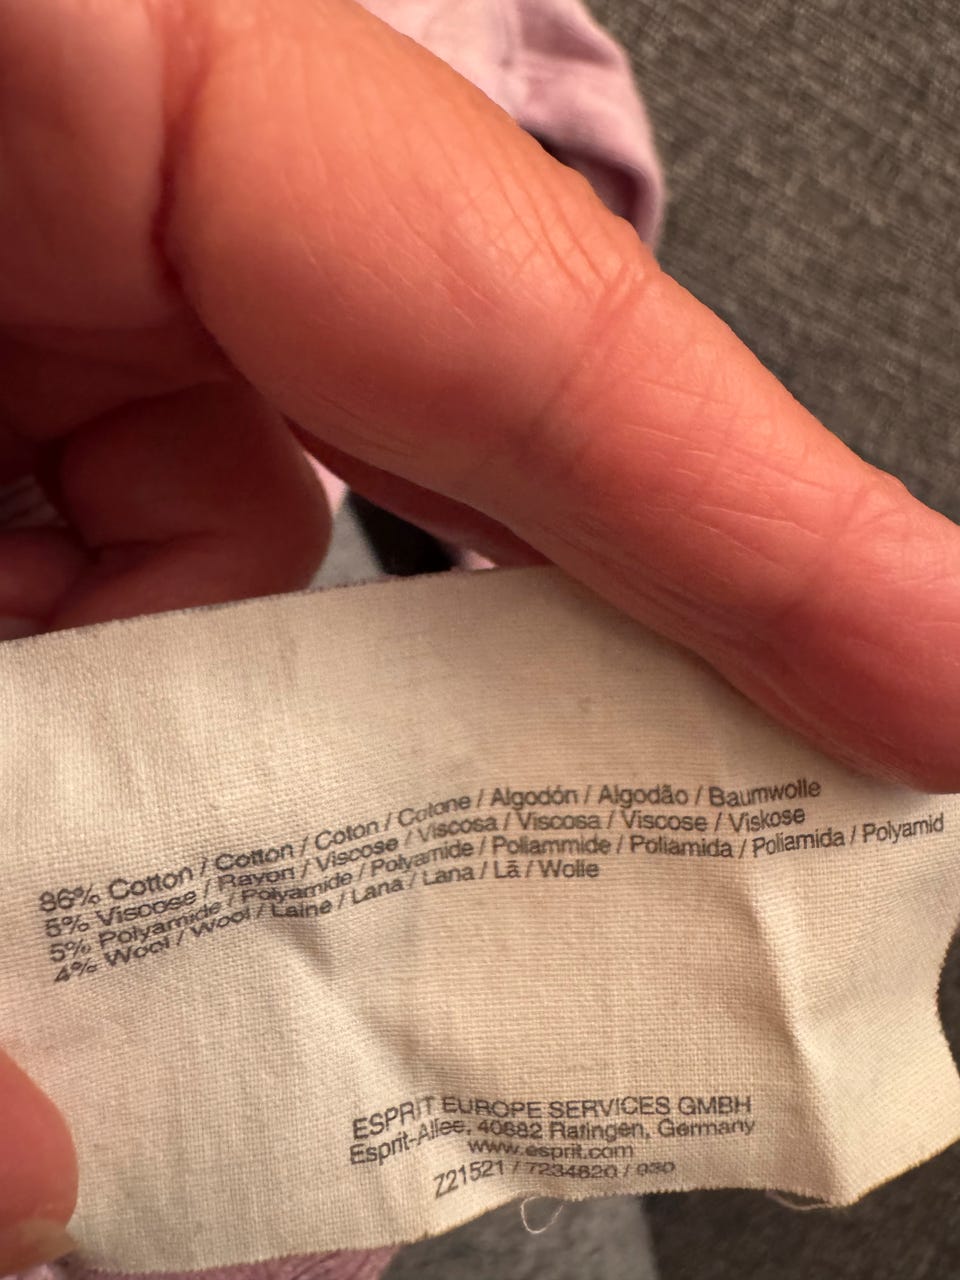 86% Cotton / Cotton / Coton / Cotone / Algodón / Algodão / Baumwolle
5% Viscose / Rayon / Viscose / Viscosa / Viscosa / Viscose / Viskose
5% Polyamide / Polyamide / Polyamide / Poliammide / Poliamida / Poliamida / Polyamid
4% Wool / Wool / Laine / Lana / Lana / Lã / Wolle
ESPRIT EUROPE SERVICES GMBH
Esprit-Allee, 40882 Ratingen, Germany
www.esprit.com
Z21521 / 7234620 / 930